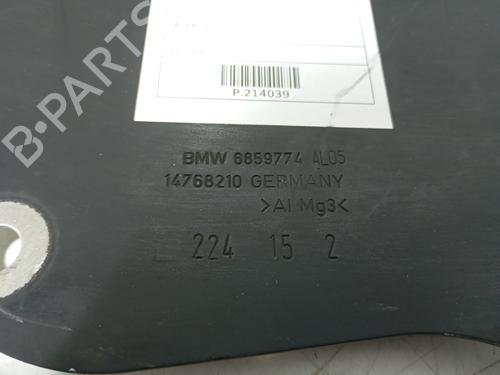 P.214039
BMW 6859774 AL05
14768210 GERMANY
>Al Mg3<
224 15 2
B-PARTS